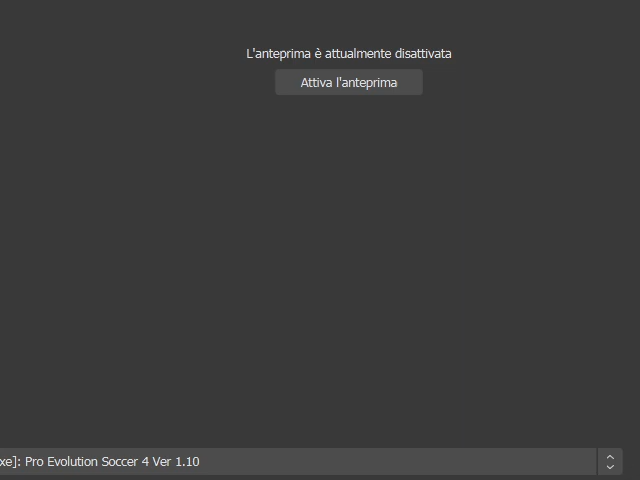 L'anteprima è attualmente disattivata
Attiva l'anteprima
xe]: Pro Evolution Soccer 4 Ver 1.10